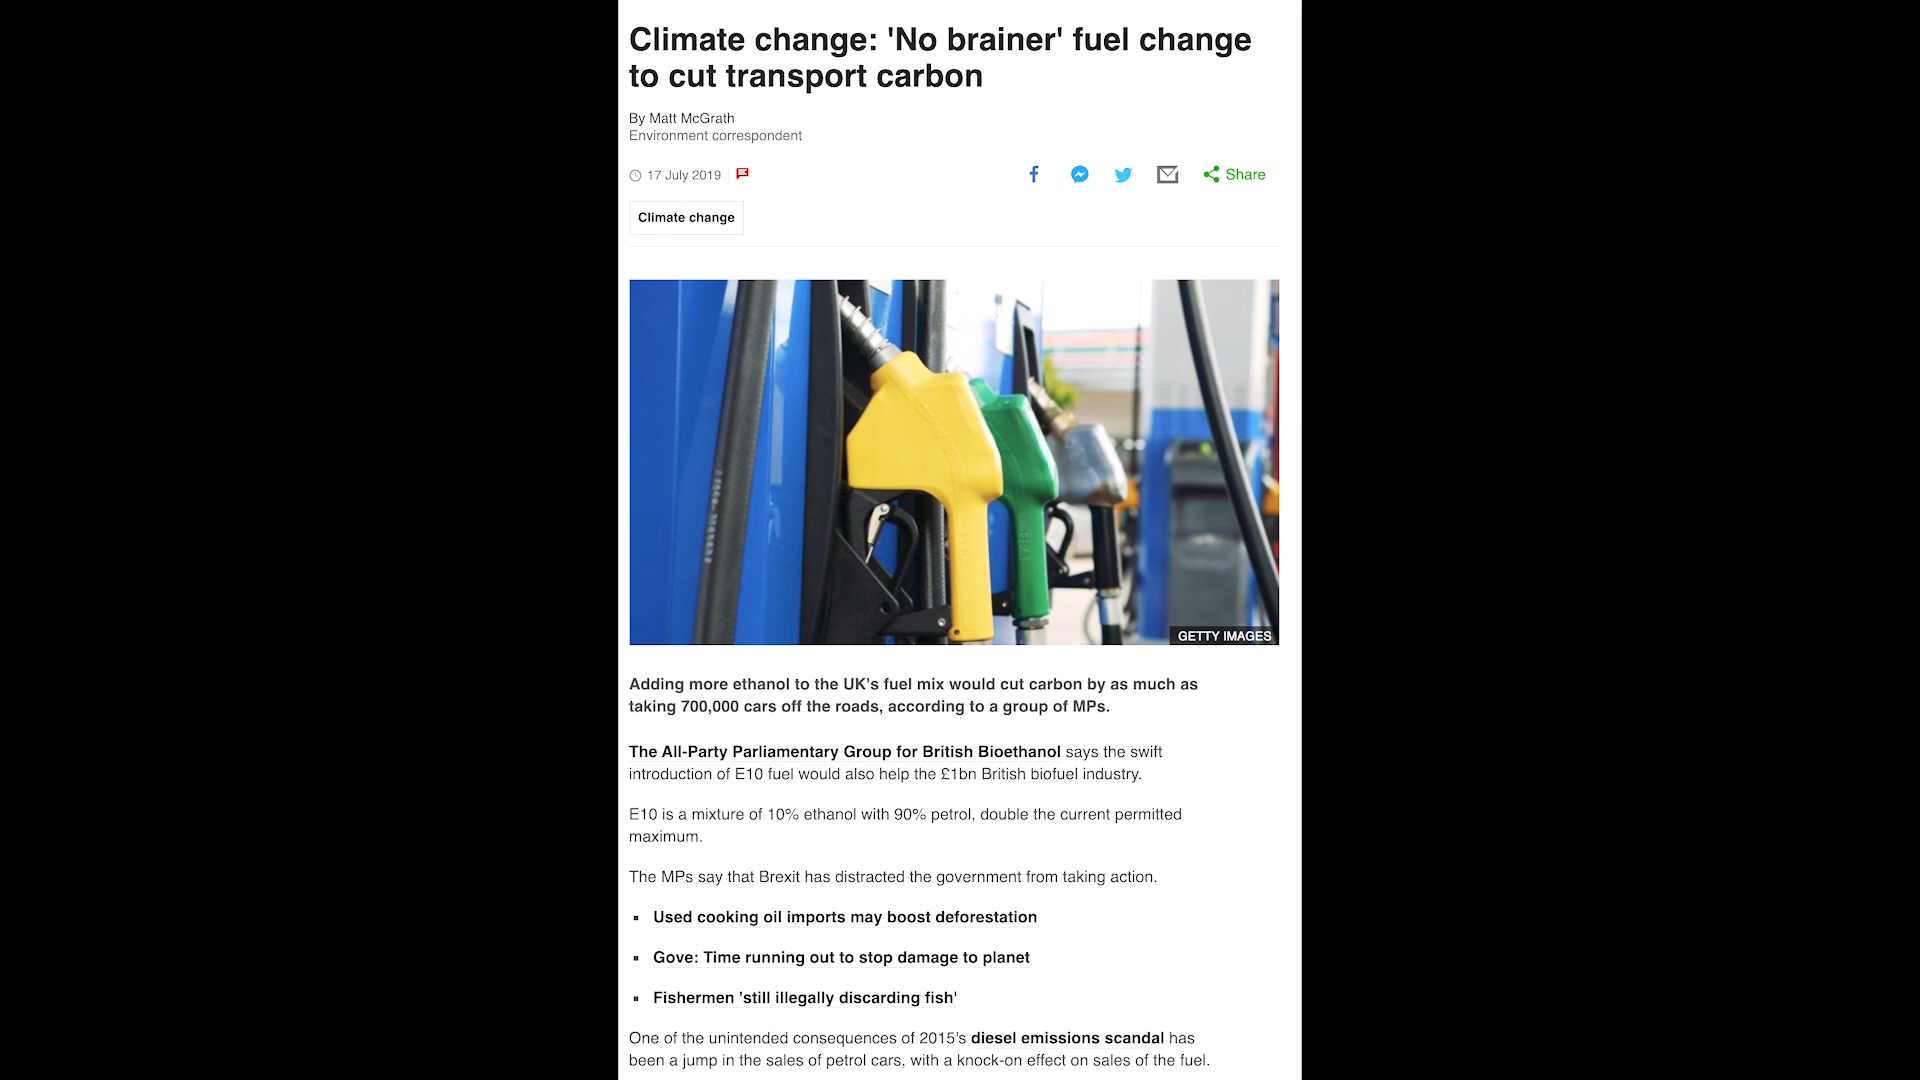 Climate change: 'No brainer' fuel change
to cut transport carbon
By Matt McGrath
Environment correspondent
17 July 2019
Share
Climate change
GETTY IMAGES
Adding more ethanol to the UK's fuel mix would cut carbon by as much as
taking 700,000 cars off the roads, according to a group of MPs.
The All-Party Parliamentary Group for British Bioethanol says the swift
introduction of E10 fuel would also help the £1bn British biofuel industry.
E10 is a mixture of 10% ethanol with 90% petrol, double the current permitted
maximum.
The MPs say that Brexit has distracted the government from taking action.
Used cooking oil imports may boost deforestation
Gove: Time running out to stop damage to planet
Fishermen 'still illegally discarding fish'
One of the unintended consequences of 2015's diesel emissions scandal has
been a jump in the sales of petrol cars, with a knock-on effect on sales of the fuel.